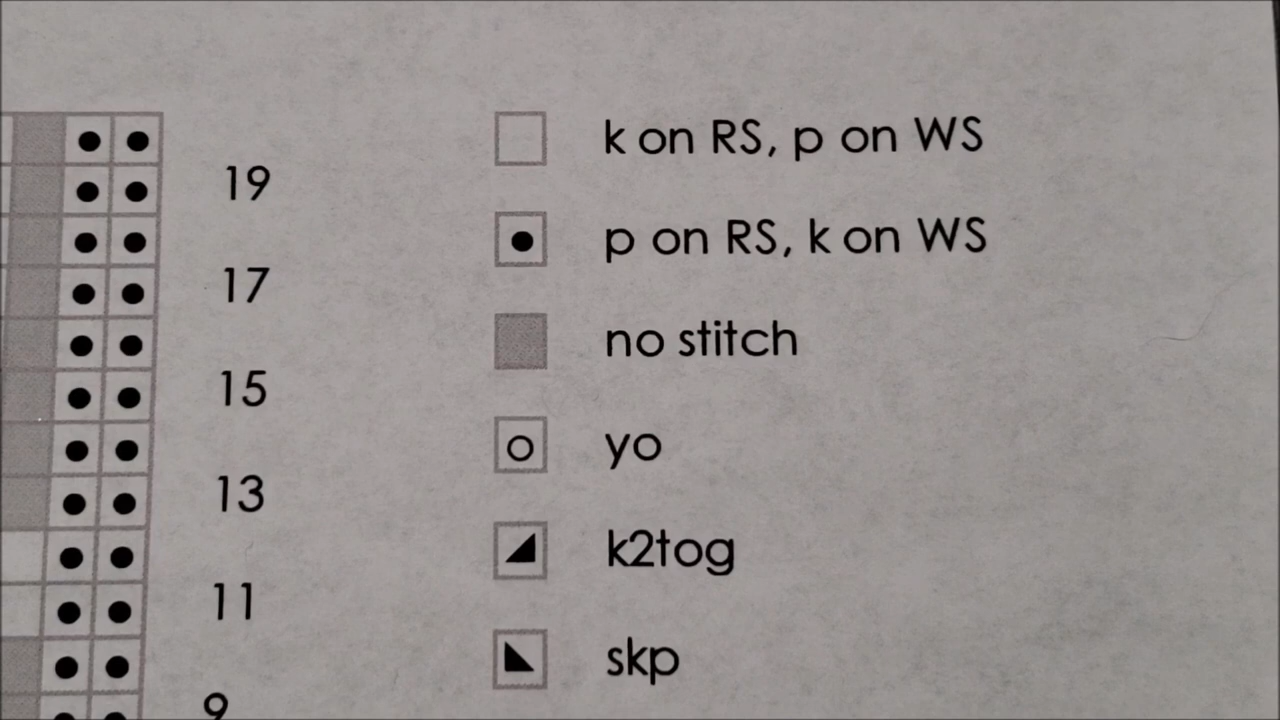 k on RS, p on WS
19
p on RS, k on WS
17
no stitch
15
yo
13
k2tog
11
skp
9